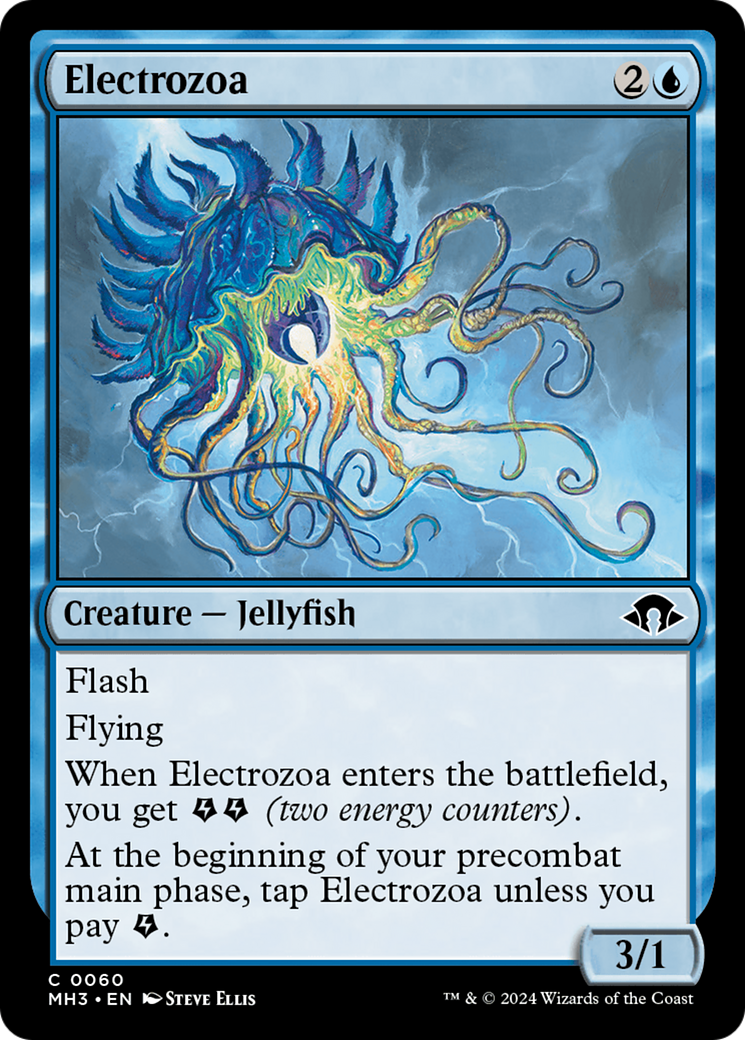 Electrozoa 2
Creature — Jellyfish
Flash
Flying
When Electrozoa enters the battlefield,
you get (two energy counters).
At the beginning of your precombat
main phase, tap Electrozoa unless you
pay .
3/1
C 0060
MH3 • EN Steve Ellis
™ & © 2024 Wizards of the Coast